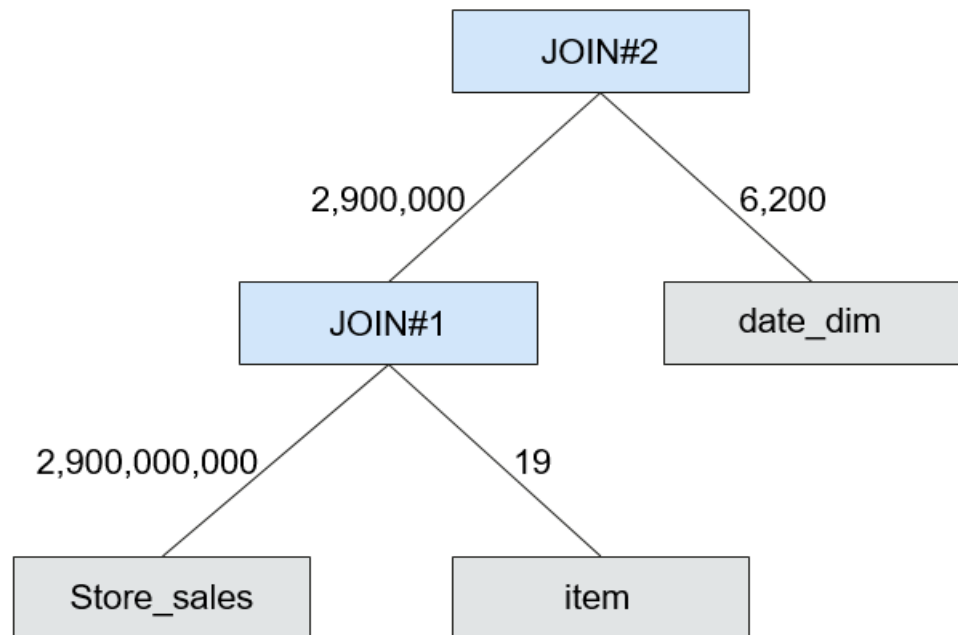 JOIN#2
2,900,000
6,200
JOIN#1
date_dim
2,900,000,000
19
Store_sales
item